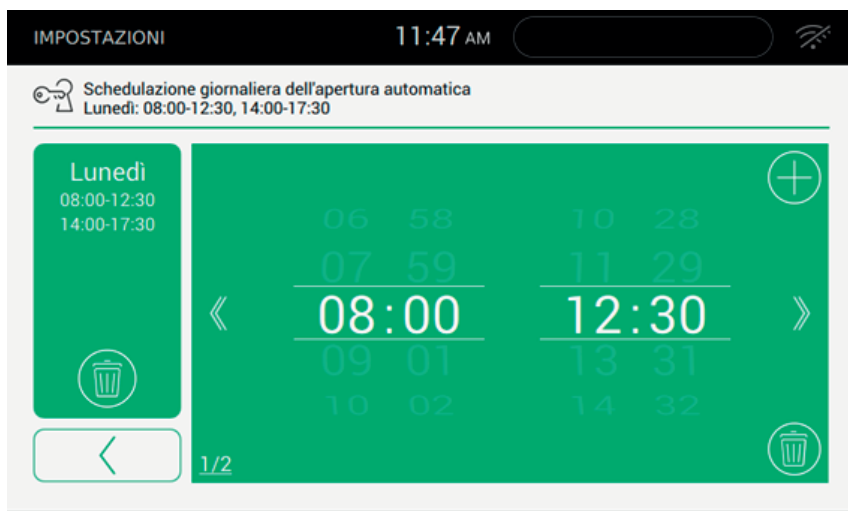 IMPOSTAZIONI
11:47 AM
Schedulazione giornaliera dell'apertura automatica
Lunedì: 08:00-12:30, 14:00-17:30
Lunedì
08:00-12:30
14:00-17:30
06 58 10 28
07 59 11 29
08:00 12:30
09 01 13 31
10 02 14 32
1/2